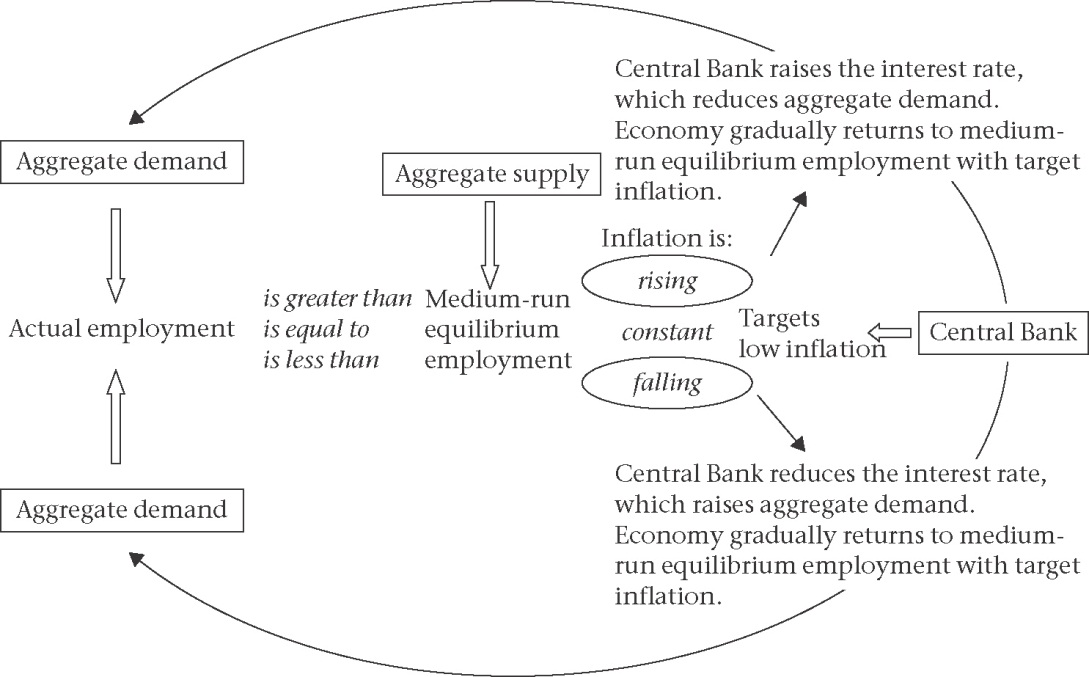 Central Bank raises the interest rate,
which reduces aggregate demand.
Economy gradually returns to medium-
run equilibrium employment with target
inflation.
Aggregate demand
Aggregate supply
Inflation is:
rising
is greater than
is equal to
is less than
Actual employment
Medium-run
equilibrium
employment
constant
Targets
low inflation
Central Bank
falling
Aggregate demand
Central Bank reduces the interest rate,
which raises aggregate demand.
Economy gradually returns to medium-
run equilibrium employment with target
inflation.